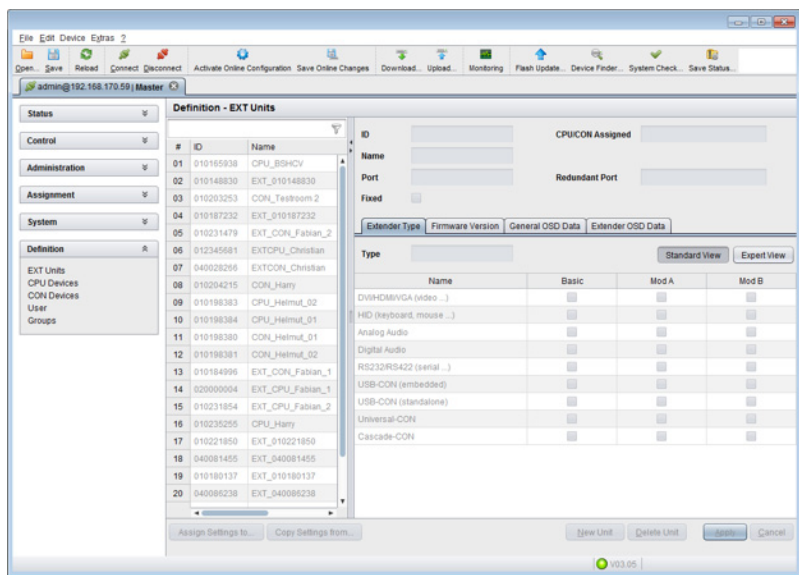 File Edit Device Extras ?
Open... Save Reload Connect Disconnect Activate Online Configuration Save Online Changes Download... Upload... Monitoring Flash Update... Device Finder... System Check... Save Status...
admin@192.168.170.59 | Master
Status
Control
Administration
Assignment
System
Definition
EXT Units
CPU Devices
CON Devices
User
Groups
Definition - EXT Units
# ID Name
01 010165938 CPU_BSHCV
02 010148830 EXT_010148830
03 010203253 CON_Testroom 2
04 010187232 EXT_010187232
05 010231479 EXT_CON_Fabian_2
06 012345681 EXTCPU_Christian
07 040028266 EXTCON_Christian
08 010204215 CON_Harry
09 010198383 CPU_Helmut_02
10 010198384 CPU_Helmut_01
11 010198380 CON_Helmut_01
12 010198381 CON_Helmut_02
13 010184996 EXT_CON_Fabian_1
14 020000004 EXT_CPU_Fabian_1
15 010231854 EXT_CPU_Fabian_2
16 010235255 CPU_Harry
17 010221850 EXT_010221850
18 040081455 EXT_040081455
19 010180137 EXT_010180137
20 040086238 EXT_040086238
Assign Settings to... Copy Settings from...
ID CPU/CON Assigned
Name
Port Redundant Port
Fixed
Extender Type Firmware Version General OSD Data Extender OSD Data
Type Standard View Expert View
Name Basic Mod A Mod B
DVI/HDMI/VGA (video ...)
HID (keyboard, mouse ...)
Analog Audio
Digital Audio
RS232/RS422 (serial ...)
USB-CON (embedded)
USB-CON (standalone)
Universal-CON
Cascade-CON
New Unit Delete Unit Apply Cancel
V03.05